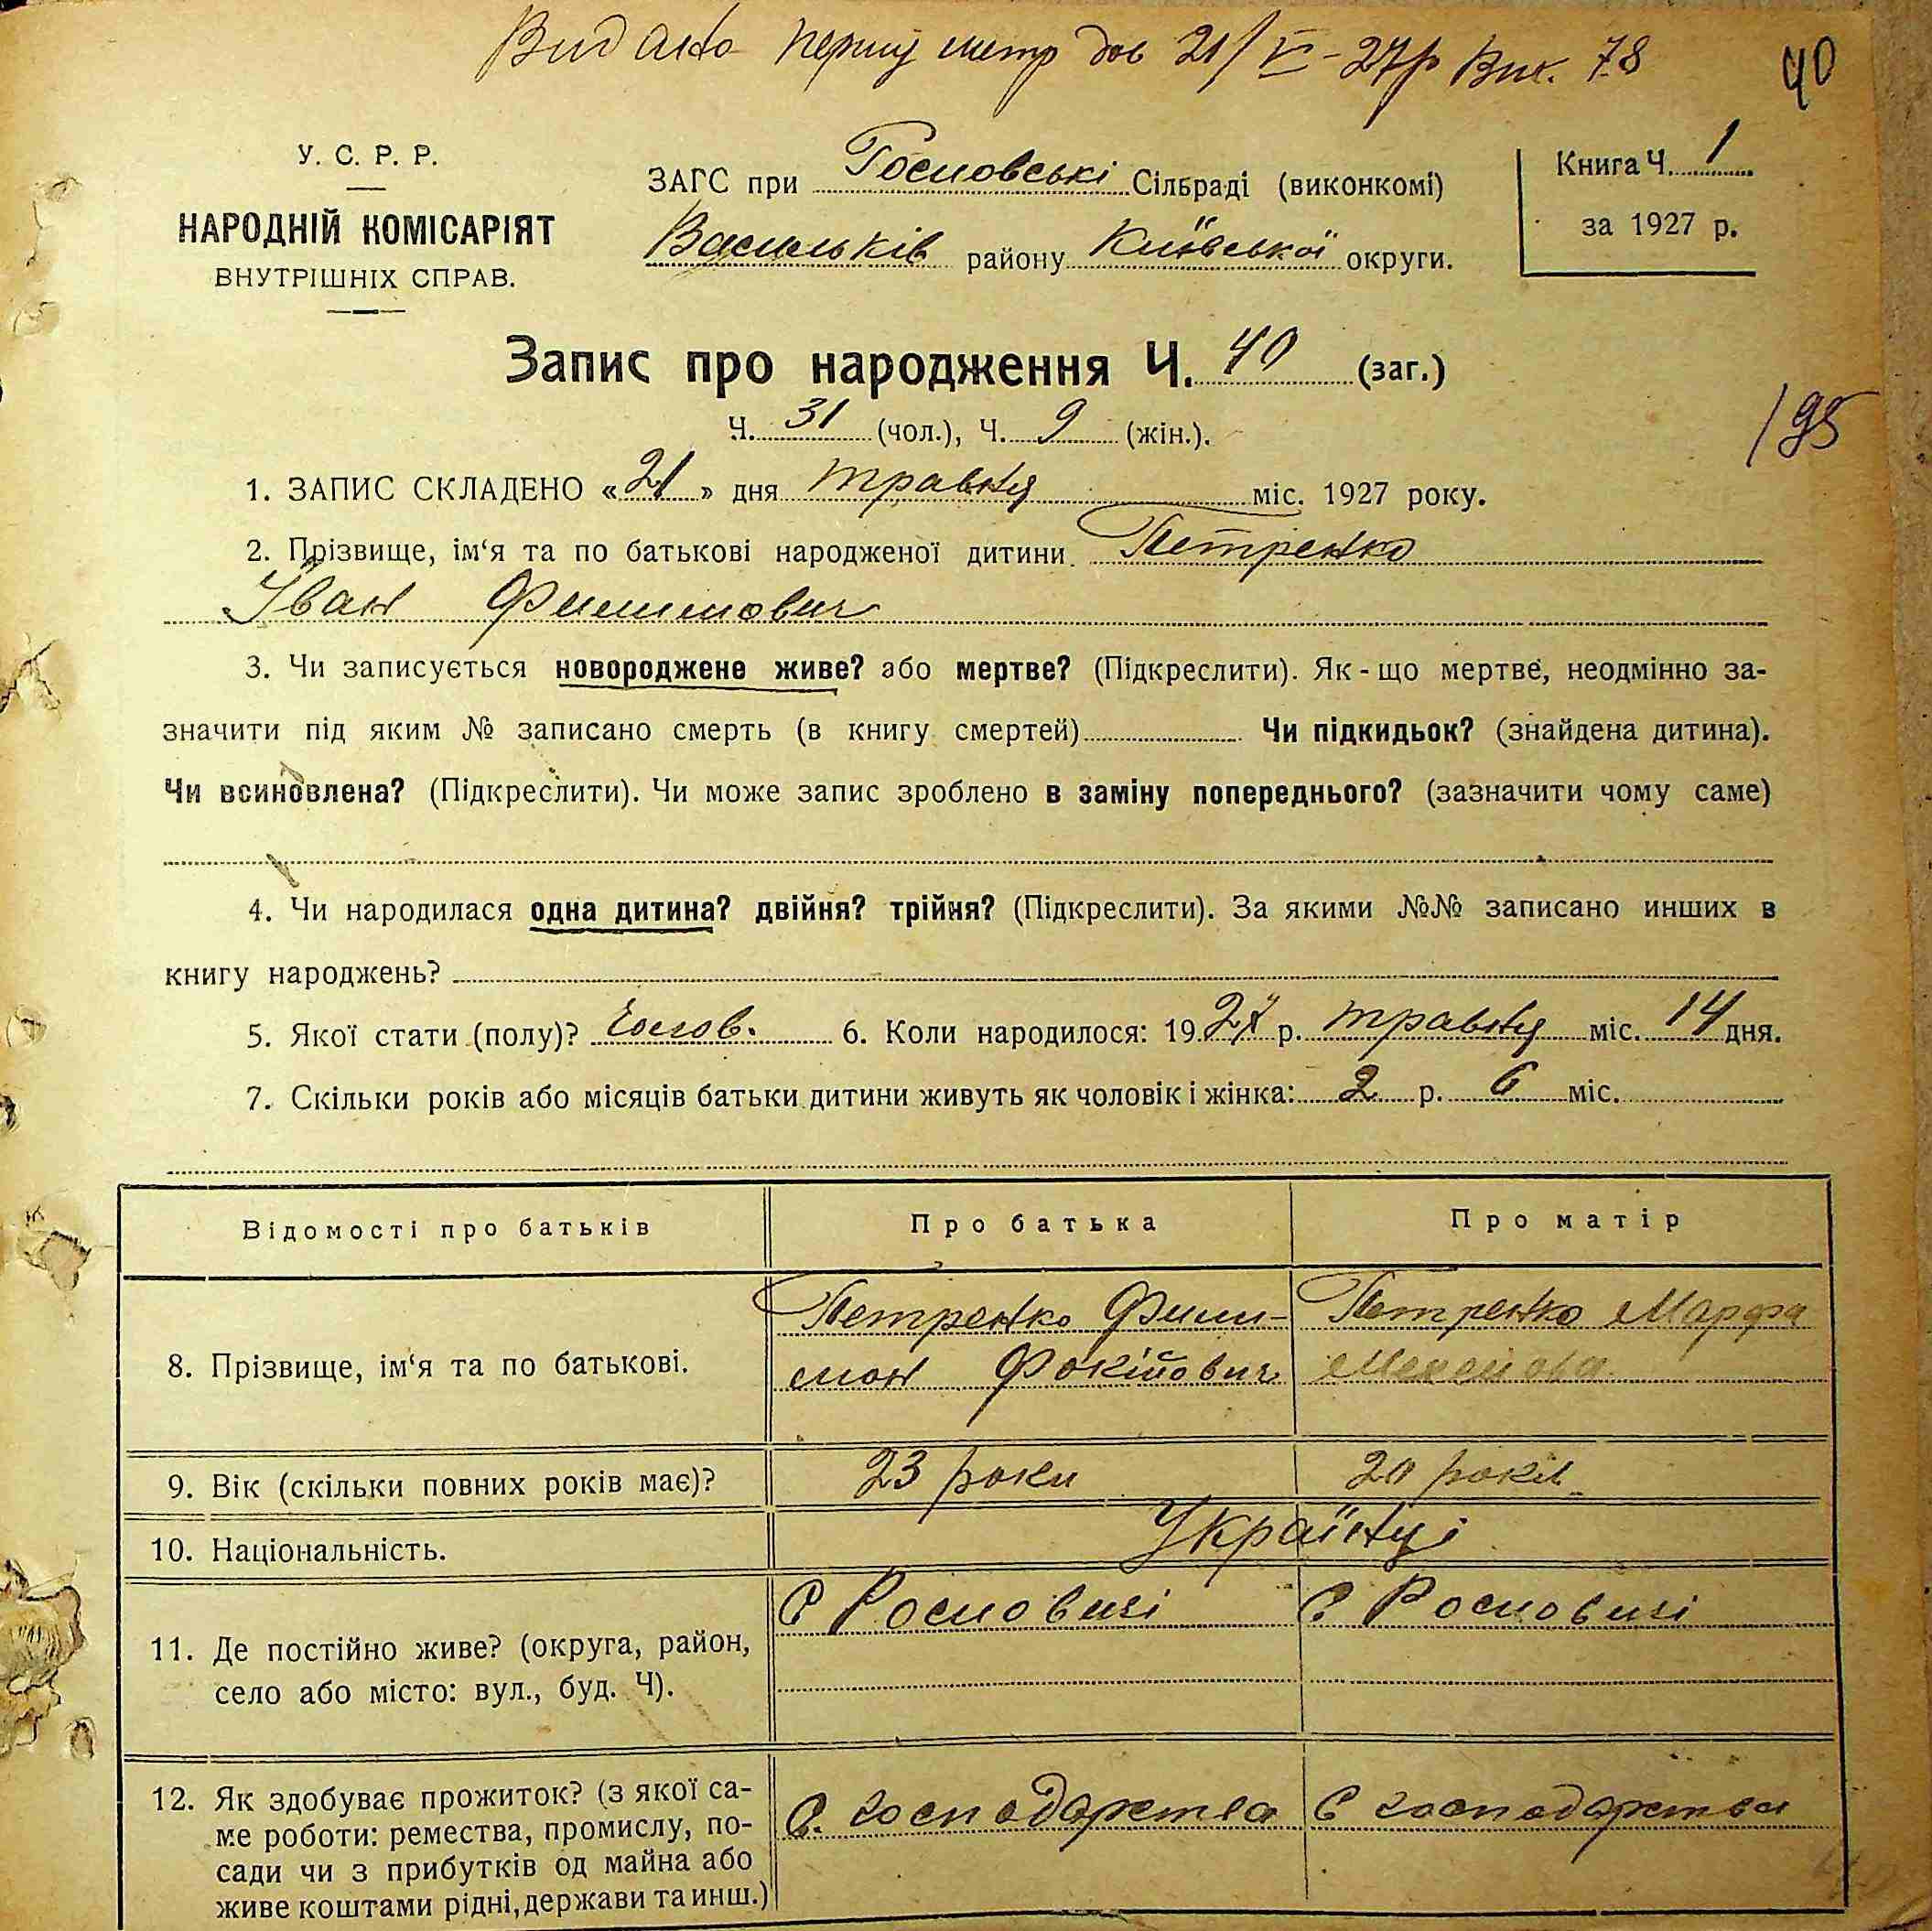 Видано перший метр 21/VI-27р Вих. 78
40
У. С. Р. Р.
НАРОДНІЙ КОМІСАРІЯТ
ВНУТРІШНІХ СПРАВ.
ЗАГС при Росновські Сільраді (виконкомі)
Васильків району Київської округи.
Книга Ч. 1
за 1927 р.
Запис про народження Ч. 40 (заг.)
Ч. 31 (чол.), Ч. 9 (жін.).
195
1. ЗАПИС СКЛАДЕНО «21» дня травня міс. 1927 року.
2. Прізвище, ім‘я та по батькові народженої дитини Петренко
Іван Филимович
3. Чи записується новороджене живе? або мертве? (Підкреслити). Як-що мертве, неодмінно за-
значити під яким № записано смерть (в книгу смертей) Чи підкидьок? (знайдена дитина).
Чи всиновлена? (Підкреслити). Чи може запис зроблено в заміну попереднього? (зазначити чому саме)
4. Чи народилася одна дитина? двійня? трійня? (Підкреслити). За якими №№ записано инших в
книгу народжень?
5. Якої стати (полу)? Чолов. 6. Коли народилося: 1927 р. травня міс. 14 дня.
7. Скільки років або місяців батьки дитини живуть як чоловік і жінка: 2 р. 6 міс.
Відомості про батьків Про батька Про матір
8. Прізвище, ім‘я та по батькові.
Петренко Фили-
мон Фокійович
Петренко Марфа
9. Вік (скільки повних років має)? 23 роки 20 років
10. Національність. Українці
11. Де постійно живе? (округа, район,
село або місто: вул., буд. Ч).
С Росновичі
С. Росновичі
12. Як здобуває прожиток? (з якої са-
ме роботи: ремества, промислу, по-
сади чи з прибутків од майна або
живе коштами рідні, держави та инш.)
С. господарства
С господарства